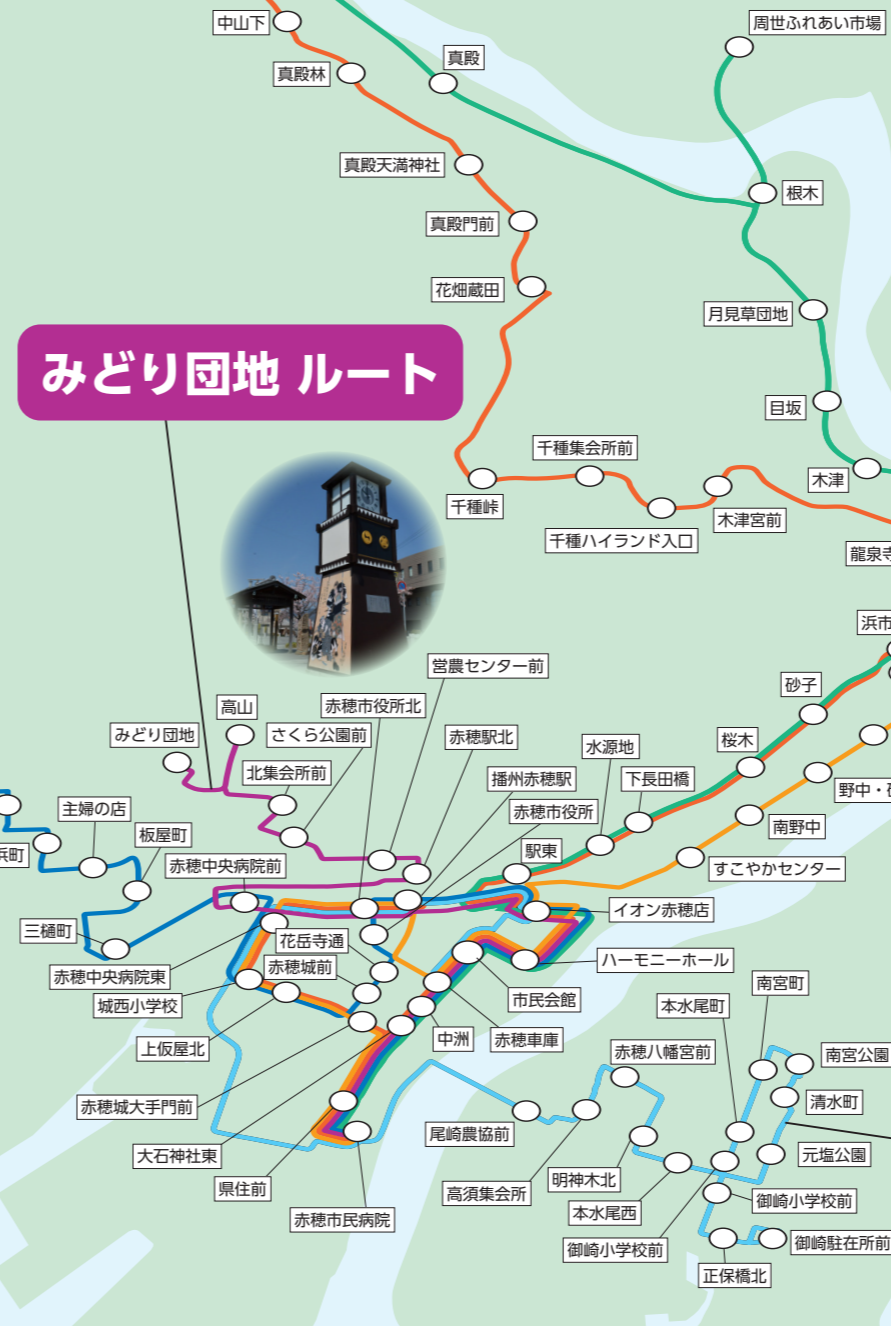 中山下
周世ふれあい市場
真殿
真殿林
真殿天満神社
根木
真殿門前
花畑蔵田
月見草団地
みどり団地 ルート
目坂
千種集会所前
木津
千種峠
木津宮前
千種ハイランド入口
龍泉寺
浜市
営農センター前
砂子
高山
赤穂市役所北
みどり団地
さくら公園前
赤穂駅北
水源地
桜木
北集会所前
播州赤穂駅
下長田橋
野中・砂
主婦の店
赤穂市役所
板屋町
南野中
浜町
赤穂中央病院前
駅東
すこやかセンター
イオン赤穂店
三樋町
花岳寺通
赤穂中央病院東
赤穂城前
ハーモニーホール
城西小学校
市民会館
南宮町
本水尾町
上仮屋北
中洲
赤穂車庫
赤穂八幡宮前
南宮公園
赤穂城大手門前
清水町
尾崎農協前
大石神社東
元塩公園
県住前
高須集会所
明神木北
御崎小学校前
赤穂市民病院
本水尾西
御崎小学校前
御崎駐在所前
正保橋北